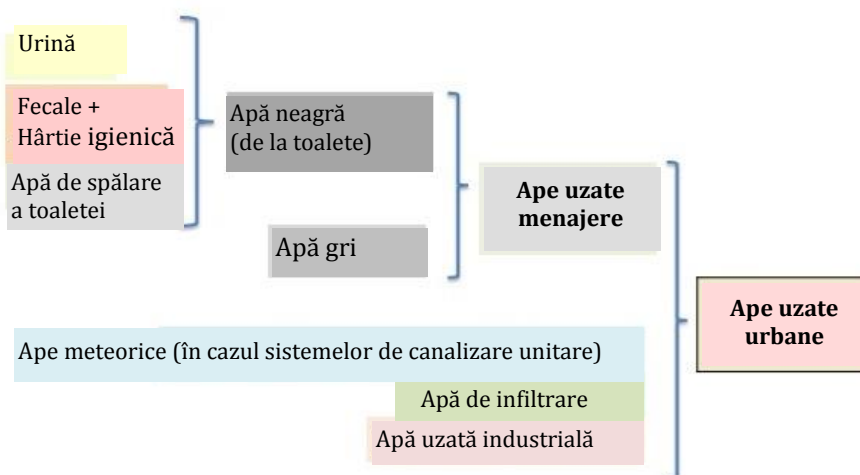 Urină
Fecale +
Hârtie igienică
Apă de spălare
a toaletei
Apă neagră
(de la toalete)
Apă gri
Ape uzate
menajere
Ape meteorice (în cazul sistemelor de canalizare unitare)
Apă de infiltrare
Apă uzată industrială
Ape uzate
urbane